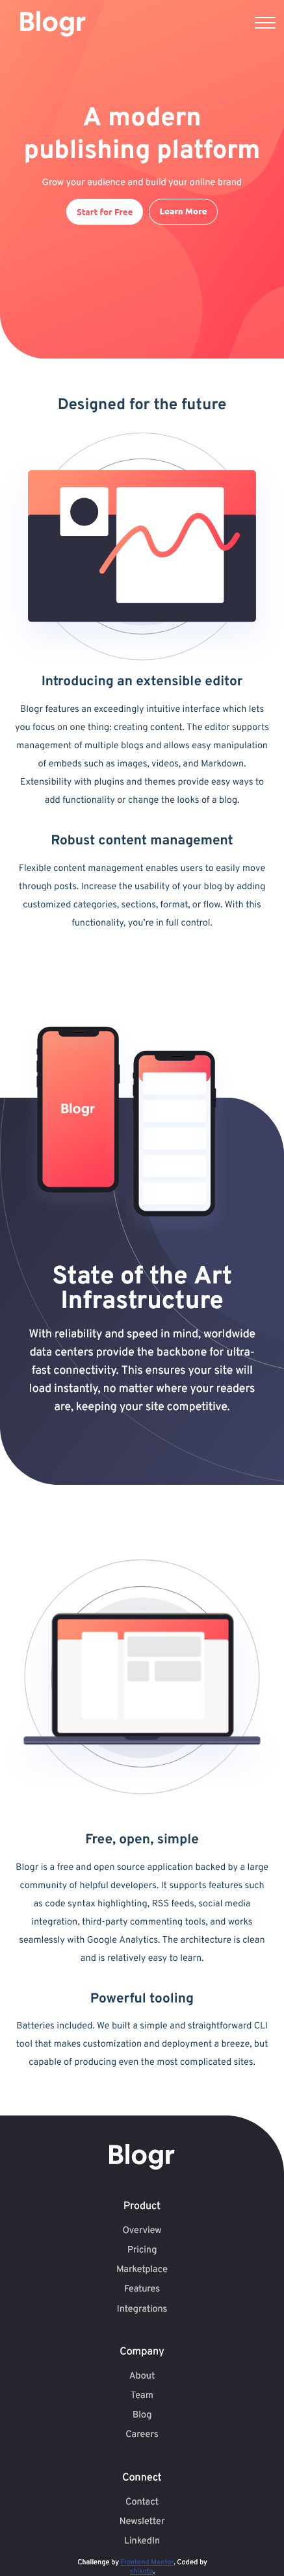 Blogr
A modern
publishing platform
Grow your audience and build your online brand
Start for Free
Learn More
Designed for the future
Introducing an extensible editor
Blogr features an exceedingly intuitive interface which lets
you focus on one thing: creating content. The editor supports
management of multiple blogs and allows easy manipulation
of embeds such as images, videos, and Markdown.
Extensibility with plugins and themes provide easy ways to
add functionality or change the looks of a blog.
Robust content management
Flexible content management enables users to easily move
through posts. Increase the usability of your blog by adding
customized categories, sections, format, or flow. With this
functionality, you're in full control.
Blogr
State of the Art
Infrastructure
With reliability and speed in mind, worldwide
data centers provide the backbone for ultra-
fast connectivity. This ensures your site will
load instantly, no matter where your readers
are, keeping your site competitive.
Free, open, simple
Blogr is a free and open source application backed by a large
community of helpful developers. It supports features such
as code syntax highlighting, RSS feeds, social media
integration, third-party commenting tools, and works
seamlessly with Google Analytics. The architecture is clean
and is relatively easy to learn.
Powerful tooling
Batteries included. We built a simple and straightforward CLI
tool that makes customization and deployment a breeze, but
capable of producing even the most complicated sites.
Blogr
Product
Overview
Pricing
Marketplace
Features
Integrations
Company
About
Team
Blog
Careers
Connect
Contact
Newsletter
LinkedIn
Challenge by Frontend Mentor. Coded by